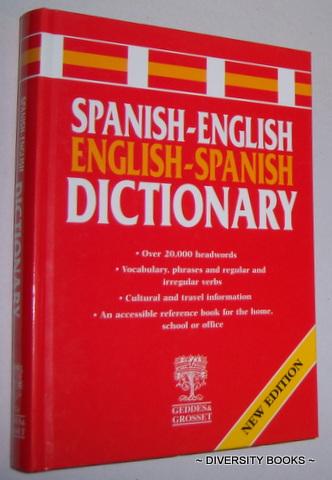 SPANISH-ENGLISH
ENGLISH-SPANISH
DICTIONARY
• Over 20,000 headwords
• Vocabulary, phrases and regular and
irregular verbs
• Cultural and travel information
• An accessible reference book for the home,
school or office
GEDDES&
GROSSET
NEW EDITION
SPANISH-ENGLISH
DICTIONARY
~ DIVERSITY BOOKS ~